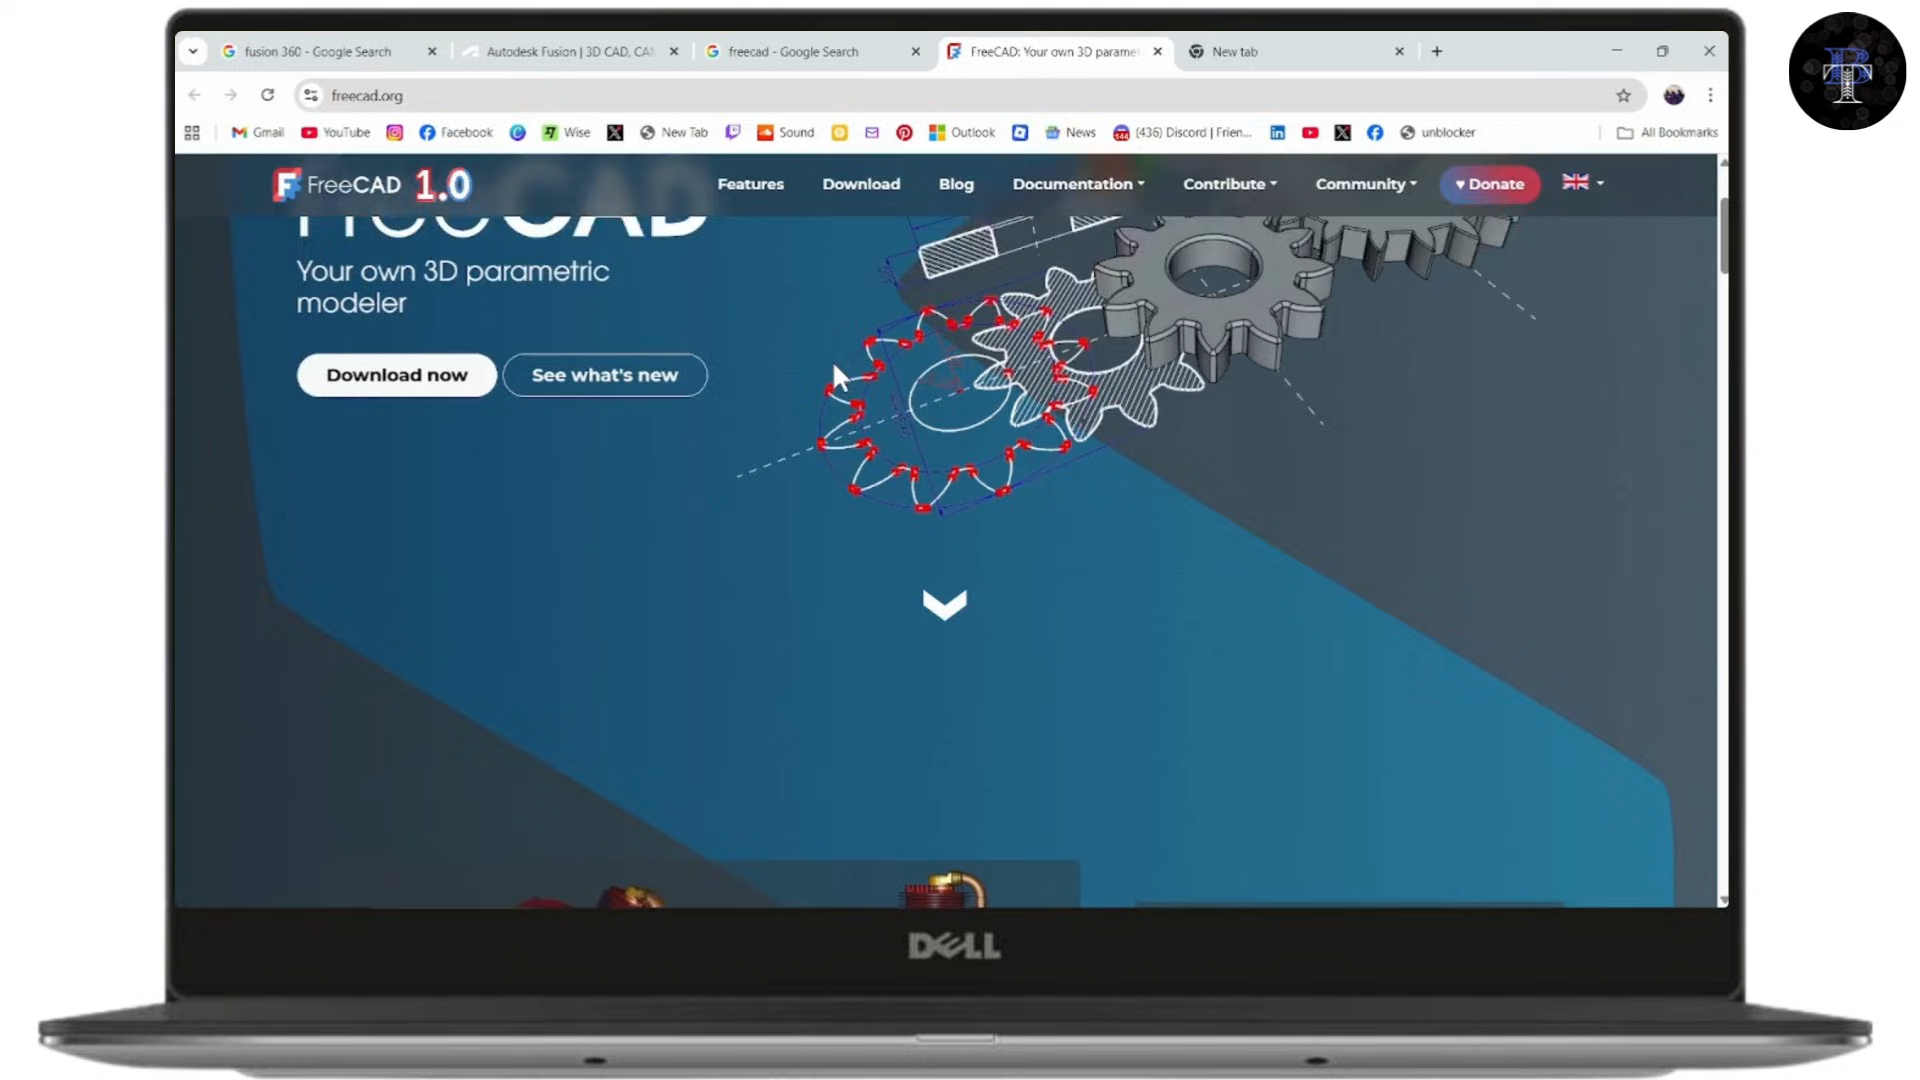 fusion 360 - Google Search
Autodesk Fusion | 3D CAD, CA
freecad - Google Search
FreeCAD: Your own 3D parame
New tab
freecad.org
Gmail
YouTube
Facebook
Wise
New Tab
Sound
Outlook
News
(436) Discord | Frien...
unblocker
All Bookmarks
FreeCAD 1.0
Features
Download
Blog
Documentation
Contribute
Community
♥ Donate
FreeCAD
Your own 3D parametric
modeler
Download now
See what's new
DELL